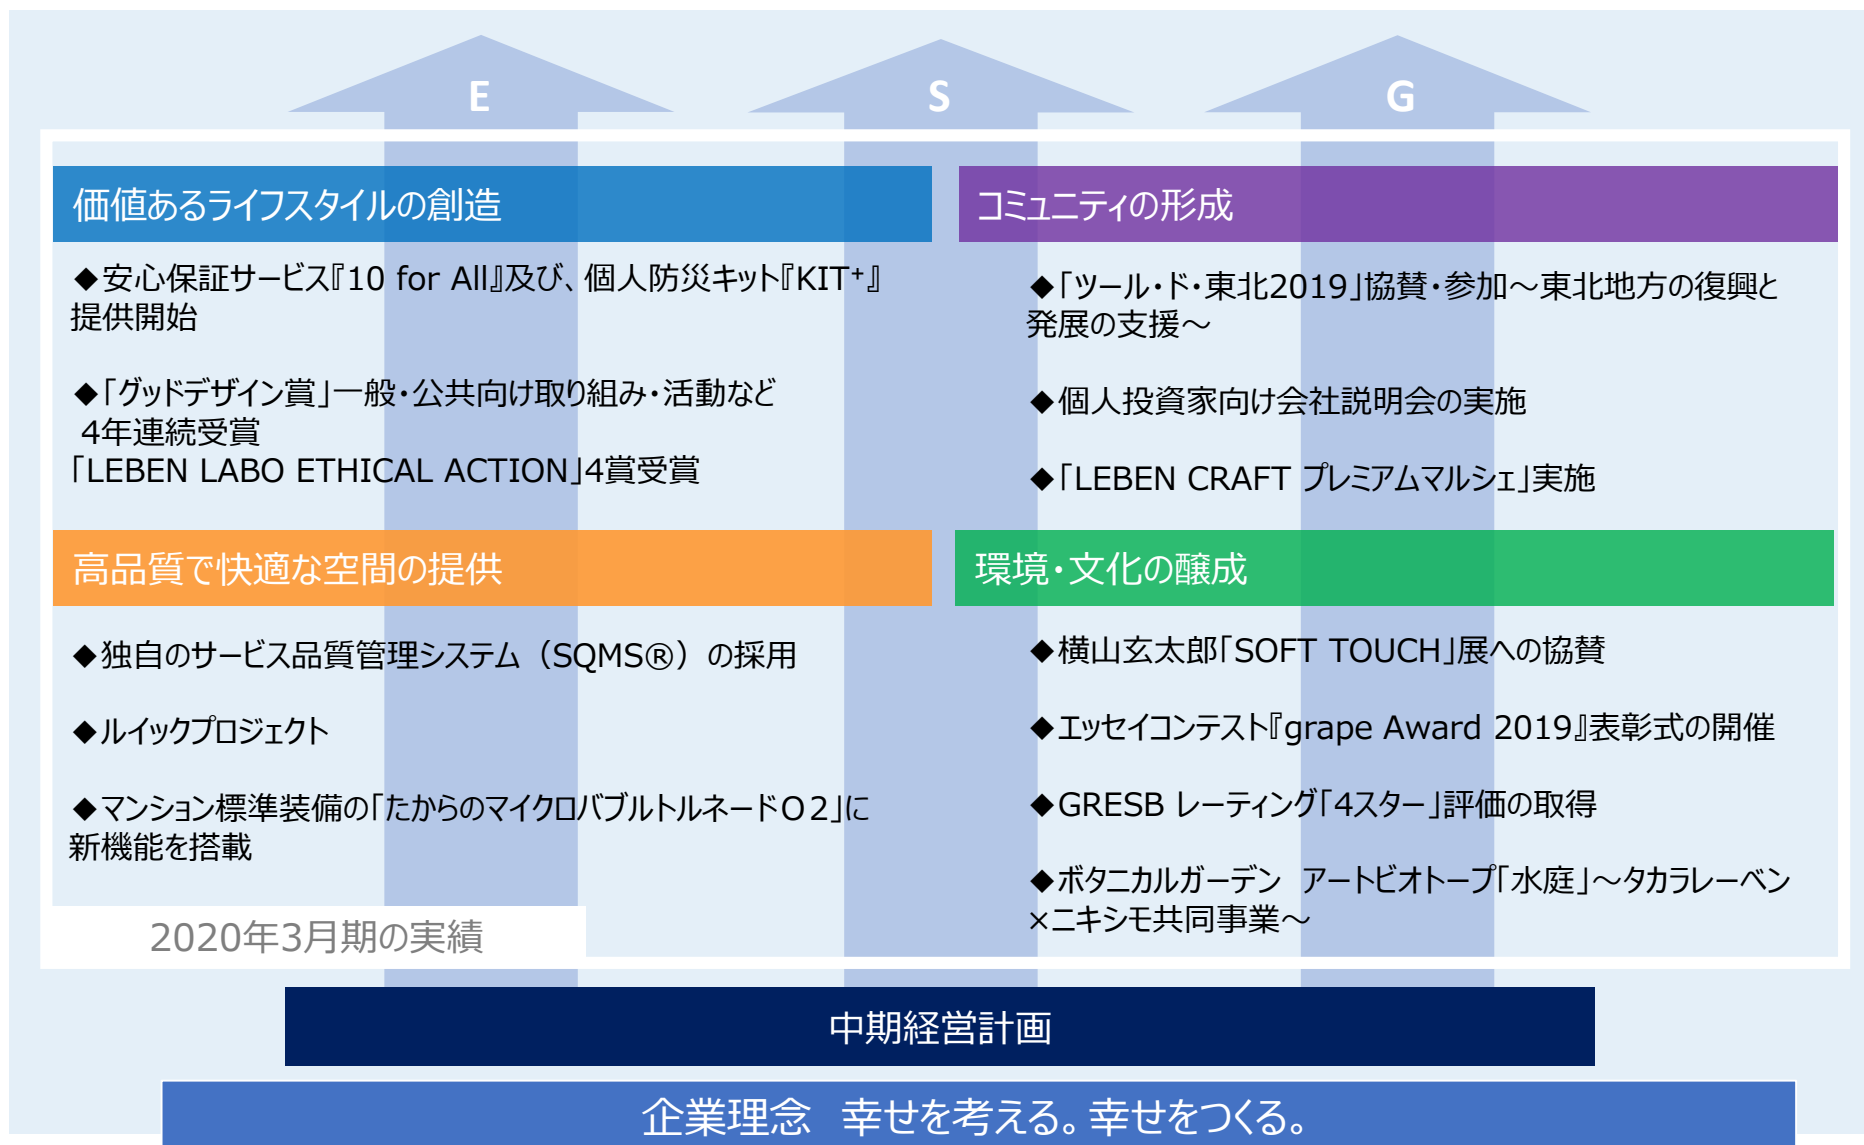 E
S
G
価値あるライフスタイルの創造
◆安心保証サービス『10 for All』及び、個人防災キット『KIT⁺』
提供開始
◆「グッドデザイン賞」一般・公共向け取り組み・活動など
4年連続受賞
「LEBEN LABO ETHICAL ACTION」4賞受賞
コミュニティの形成
◆「ツール・ド・東北2019」協賛・参加～東北地方の復興と
発展の支援～
◆個人投資家向け会社説明会の実施
◆「LEBEN CRAFT プレミアムマルシェ」実施
高品質で快適な空間の提供
◆独自のサービス品質管理システム（SQMS®）の採用
◆ルイックプロジェクト
◆マンション標準装備の「たからのマイクロバブルトルネードＯ２」に
新機能を搭載
環境・文化の醸成
◆横山玄太郎「SOFT TOUCH」展への協賛
◆エッセイコンテスト『grape Award 2019』表彰式の開催
◆GRESB レーティング「4スター」評価の取得
◆ボタニカルガーデン　アートビオトープ「水庭」～タカラレーベン
×ニキシモ共同事業～
2020年3月期の実績
中期経営計画
企業理念　幸せを考える。幸せをつくる。